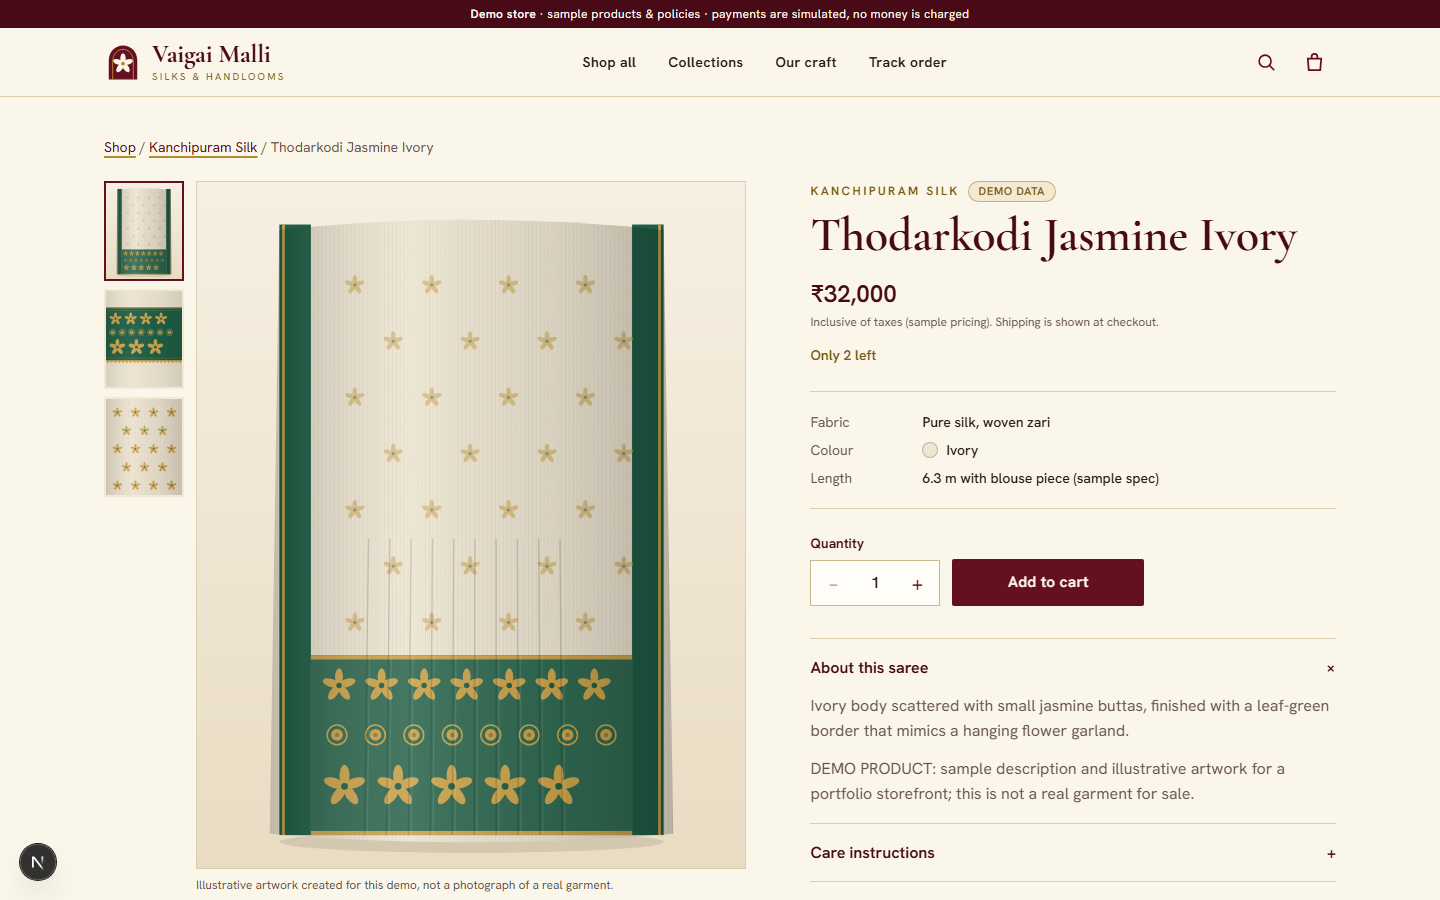 Demo store · sample products & policies · payments are simulated, no money is charged
Vaigai Malli
SILKS & HANDLOOMS
Shop all
Collections
Our craft
Track order
Shop / Kanchipuram Silk / Thodarkodi Jasmine Ivory
KANCHIPURAM SILK
DEMO DATA
Thodarkodi Jasmine Ivory
₹32,000
Inclusive of taxes (sample pricing). Shipping is shown at checkout.
Only 2 left
Fabric
Pure silk, woven zari
Colour
Ivory
Length
6.3 m with blouse piece (sample spec)
Quantity
− 1 +
Add to cart
About this saree
×
Ivory body scattered with small jasmine buttas, finished with a leaf-green
border that mimics a hanging flower garland.
DEMO PRODUCT: sample description and illustrative artwork for a
portfolio storefront; this is not a real garment for sale.
Care instructions
+
N
Illustrative artwork created for this demo, not a photograph of a real garment.